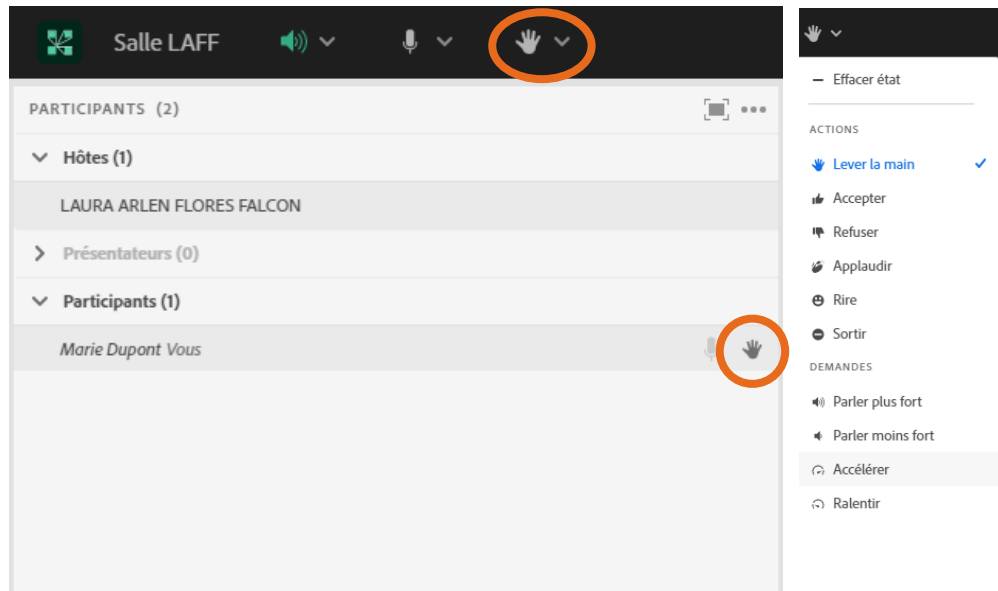 Salle LAFF
PARTICIPANTS (2)
Hôtes (1)
LAURA ARLEN FLORES FALCON
Présentateurs (0)
Participants (1)
Marie Dupont Vous
Effacer état
ACTIONS
Lever la main
Accepter
Refuser
Applaudir
Rire
Sortir
DEMANDES
Parler plus fort
Parler moins fort
Accélérer
Ralentir